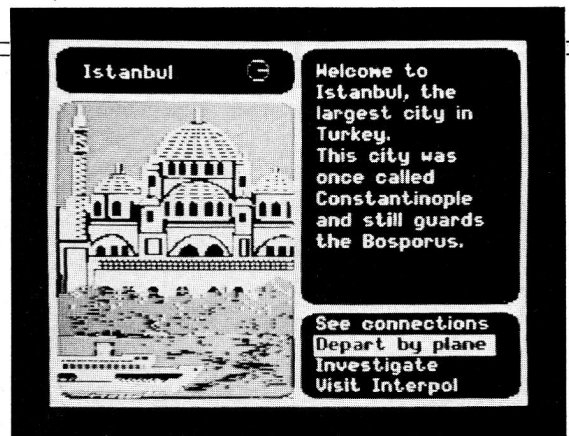 Istanbul
Welcome to
Istanbul, the
largest city in
Turkey.
This city was
once called
Constantinople
and still guards
the Bosporus.
See connections
Depart by plane
Investigate
Visit Interpol